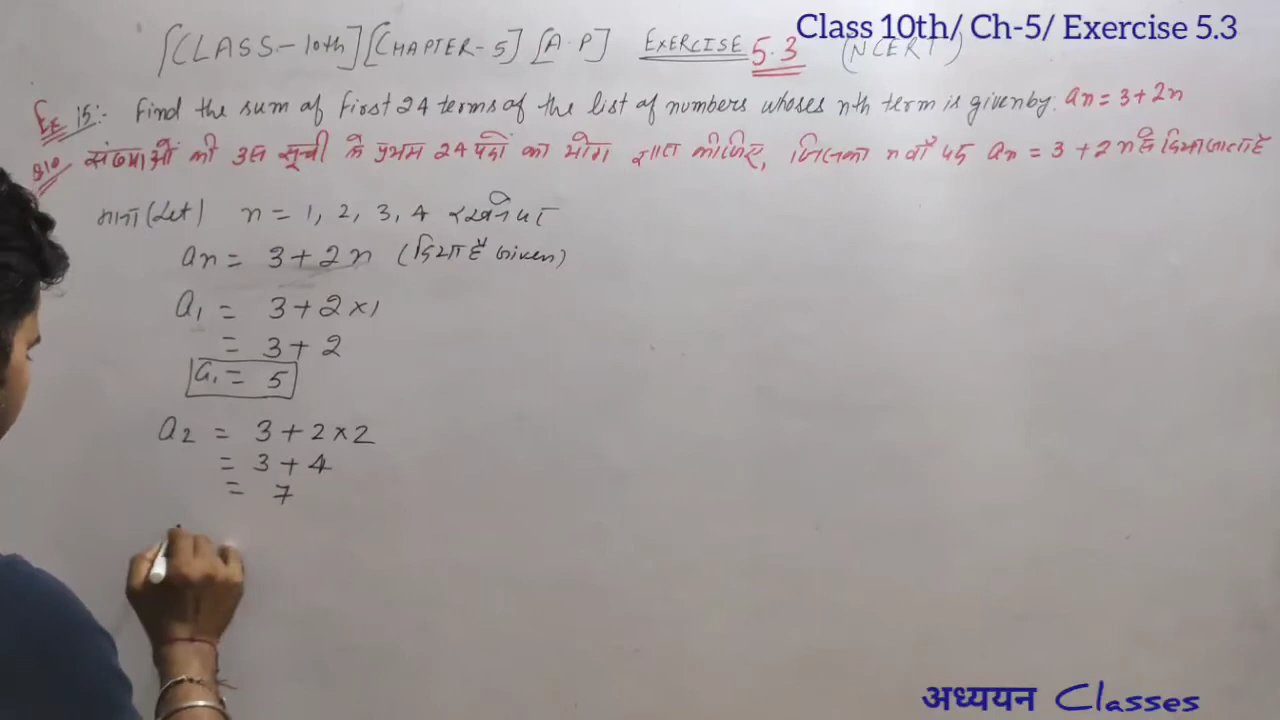 Class 10th/ Ch-5/ Exercise 5.3
[CLASS-10th] [CHAPTER-5] [A.P] EXERCISE 5.3 (NCERT)
Ex 15:- Find the sum of first 24 terms of the list of numbers whoses nth term is given by: an = 3+2n
संख्याओं की उस सूची के प्रथम 24 पदों का योग ज्ञात कीजिए, जिसका n वाँ पद an = 3 + 2n से दिया जाता है
माना (Let) n = 1, 2, 3, 4 रखने पर
an = 3+2n (दिया है given)
a1 = 3+2×1
= 3+2
a1 = 5
a2 = 3+2×2
= 3+4
= 7
अध्ययन Classes